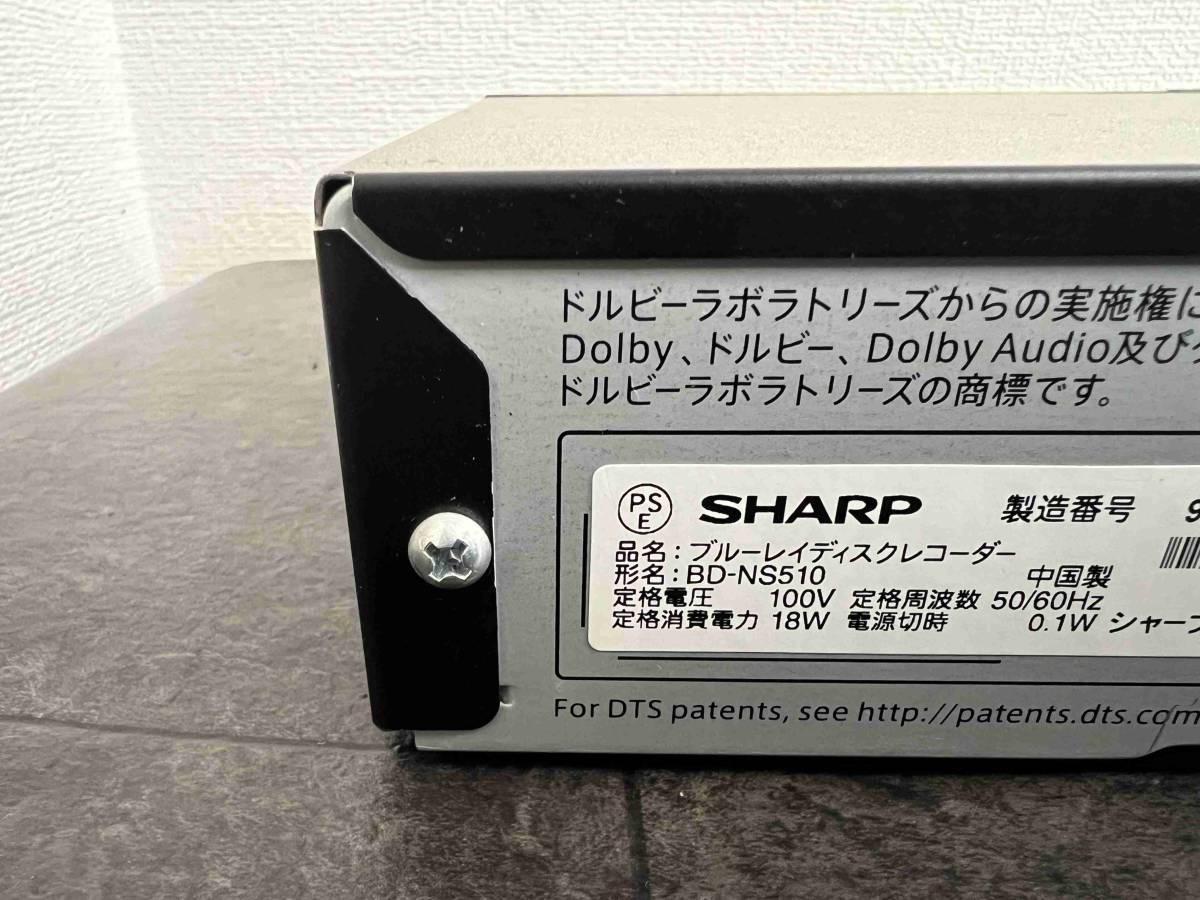 ドルビーラボラトリーズからの実施権に
Dolby、ドルビー、Dolby Audio及び
ドルビーラボラトリーズの商標です。
PS
E
SHARP 製造番号 9
品名：ブルーレイディスクレコーダー
形名：BD-NS510 中国製
定格電圧 100V 定格周波数 50/60Hz
定格消費電力 18W 電源切時 0.1W シャープ
For DTS patents, see http://patents.dts.com